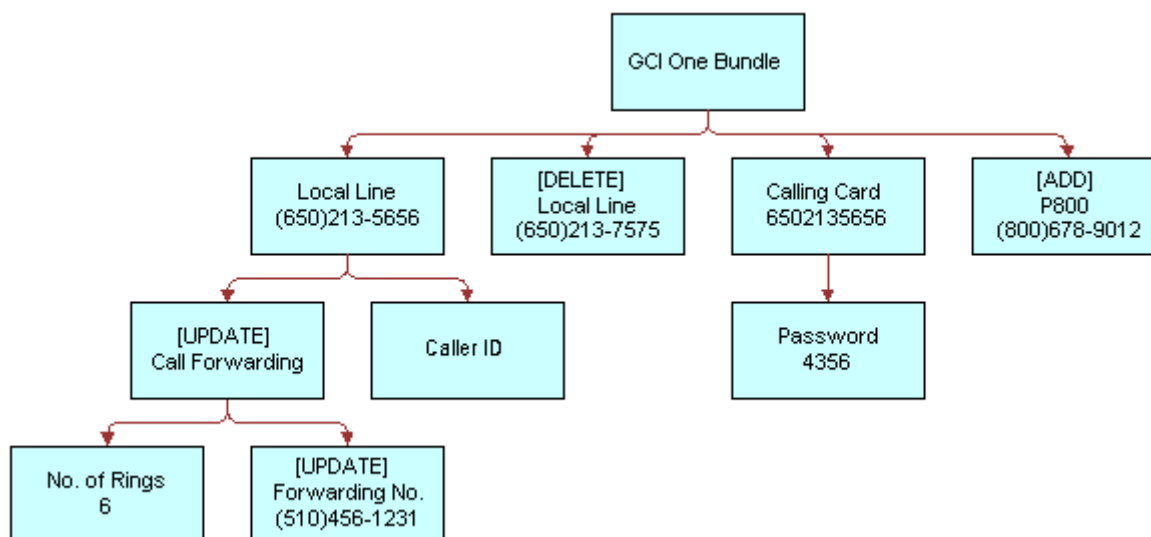 GCI One Bundle
Local Line
(650)213-5656
[DELETE]
Local Line
(650)213-7575
Calling Card
6502135656
[ADD]
P800
(800)678-9012
[UPDATE]
Call Forwarding
Caller ID
Password
4356
No. of Rings
6
[UPDATE]
Forwarding No.
(510)456-1231